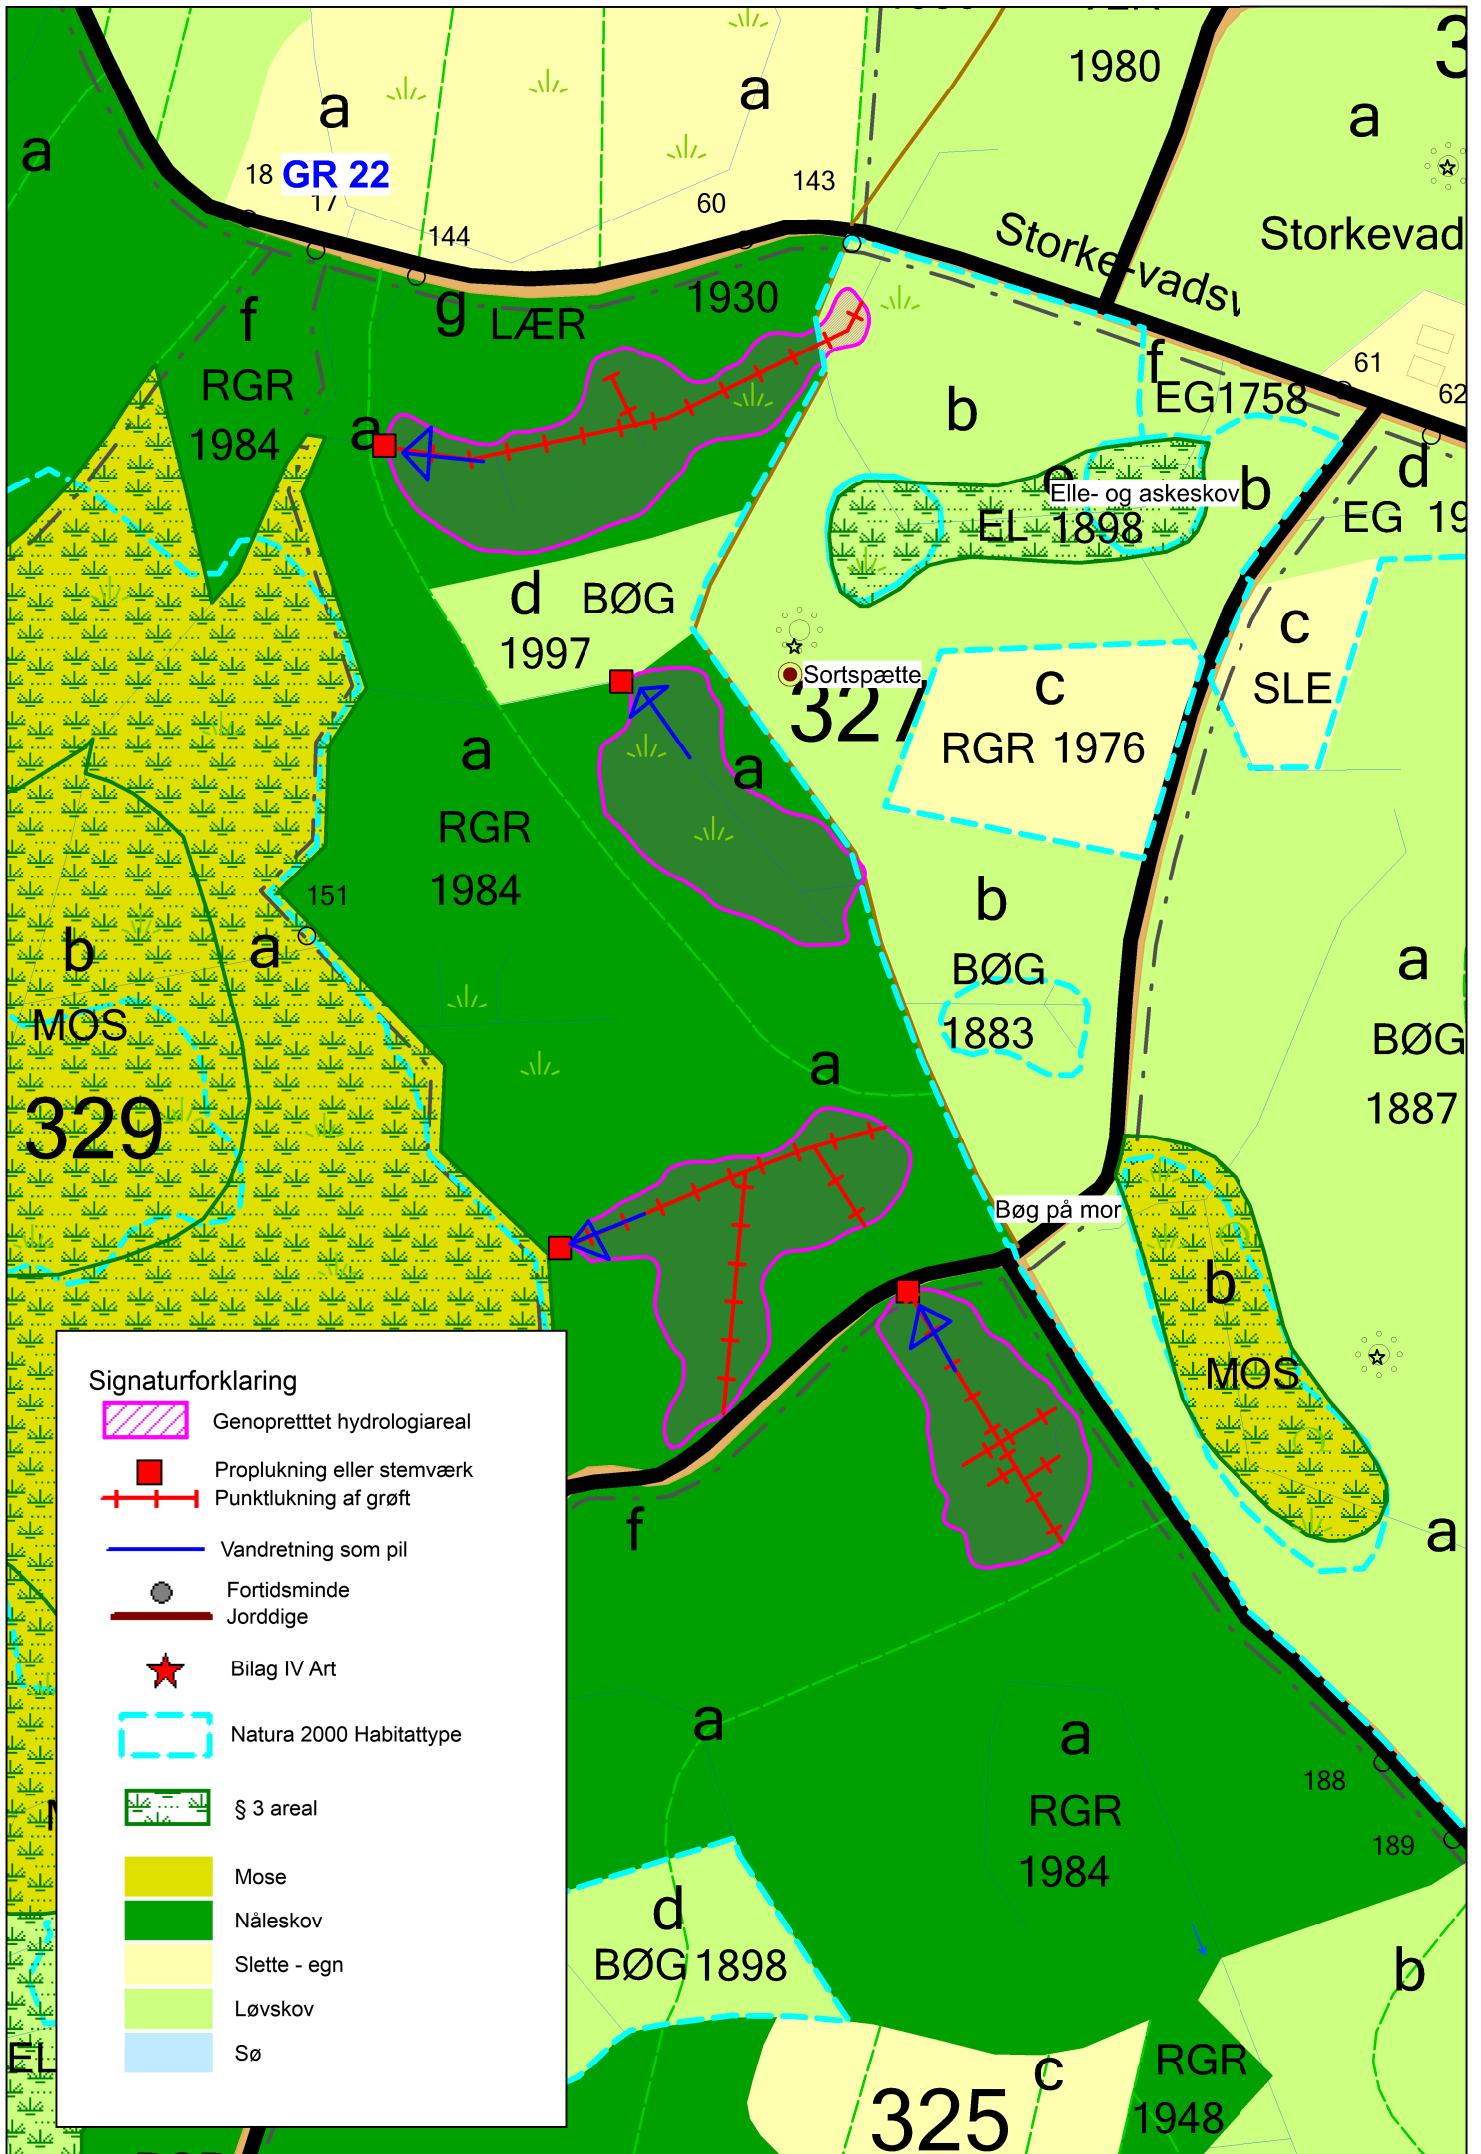 1980
a
a
a
a
18
GR 22
17
143
60
144
Storke-vadsv
Storkevad
1930
f
g
LÆR
RGR
1984
a
61
62
f
EG1758
b
b
d
EG 19
Elle- og askeskov
EL 1898
d
BØG
1997
c
SLE
Sortspætte
327
c
RGR 1976
a
a
RGR
1984
151
b
a
MOS
329
b
BØG
1883
a
BØG
1887
a
Bøg på mor
b
MOS
f
a
Signaturforklaring
Genoprettet hydrologiareal
Proplukning eller stemværk
Punktlukning af grøft
Vandretning som pil
Fortidsminde
Jorddige
Bilag IV Art
Natura 2000 Habitattype
§ 3 areal
Mose
Nåleskov
Slette - egn
Løvskov
Sø
a
a
RGR
1984
188
189
d
BØG 1898
b
EL
c
325
RGR
1948